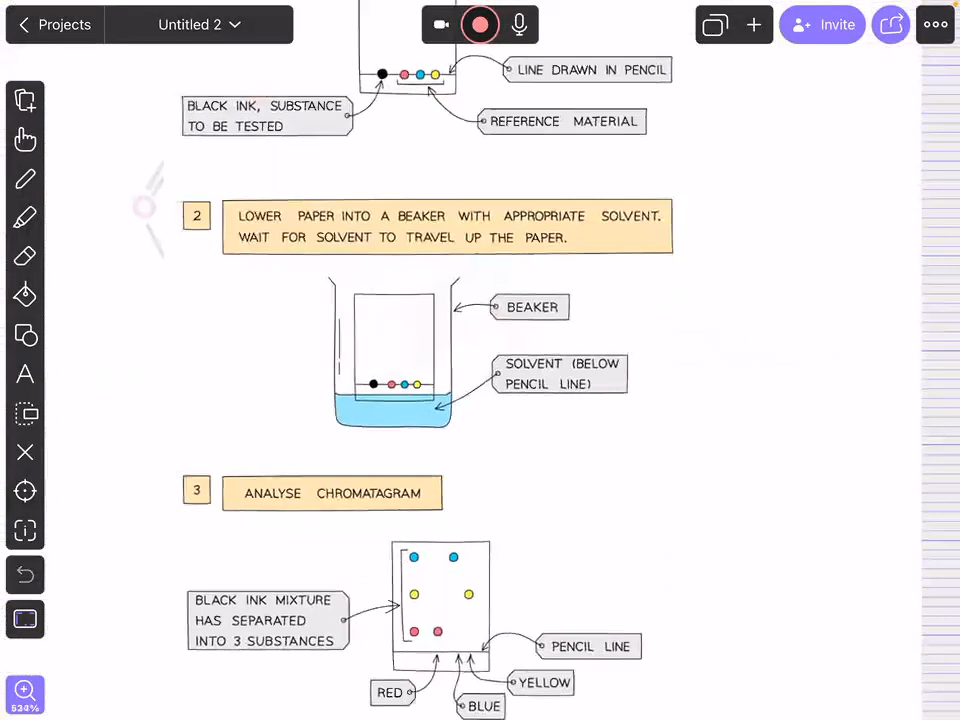 Projects
Untitled 2
Invite
LINE DRAWN IN PENCIL
BLACK INK, SUBSTANCE
TO BE TESTED
REFERENCE MATERIAL
2
LOWER PAPER INTO A BEAKER WITH APPROPRIATE SOLVENT.
WAIT FOR SOLVENT TO TRAVEL UP THE PAPER.
BEAKER
SOLVENT (BELOW
PENCIL LINE)
3
ANALYSE CHROMATAGRAM
BLACK INK MIXTURE
HAS SEPARATED
INTO 3 SUBSTANCES
PENCIL LINE
RED
YELLOW
BLUE
534%